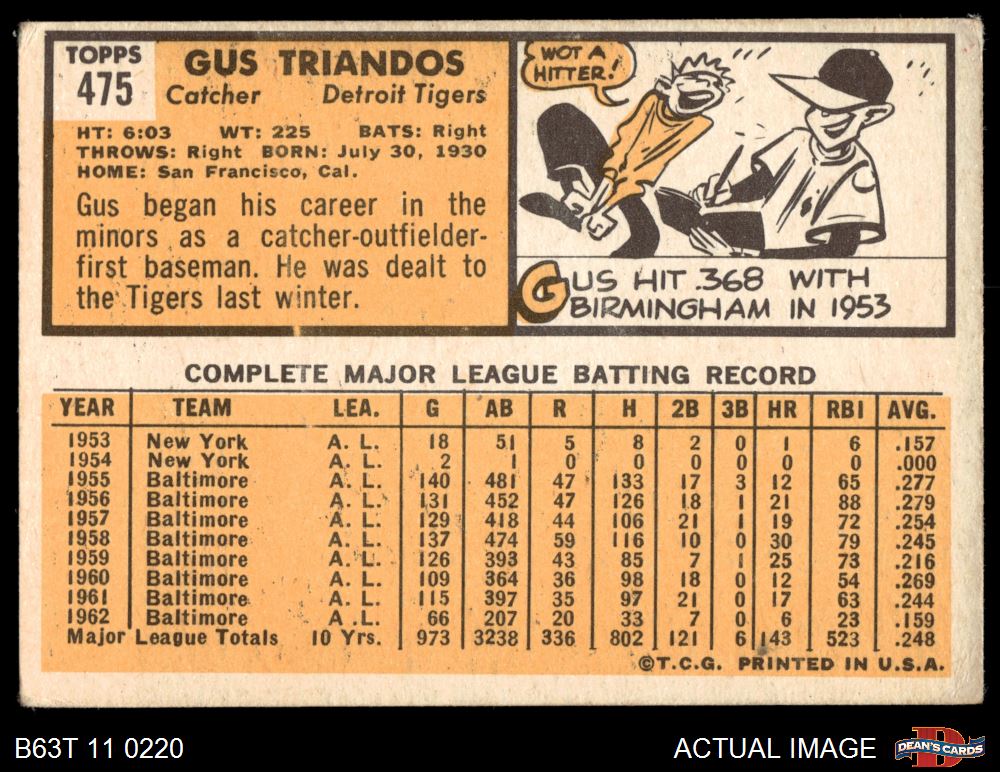 TOPPS
475
GUS TRIANDOS
Catcher Detroit Tigers
HT: 6:03 WT: 225 BATS: Right
THROWS: Right BORN: July 30, 1930
HOME: San Francisco, Cal.
Gus began his career in the
minors as a catcher-outfielder-
first baseman. He was dealt to
the Tigers last winter.
WOT A
HITTER!
GUS HIT .368 WITH
BIRMINGHAM IN 1953
COMPLETE MAJOR LEAGUE BATTING RECORD
YEAR TEAM LEA. G AB R H 2B 3B HR RBI AVG.
1953 New York A. L. 18 51 5 8 2 0 1 6 .157
1954 New York A. L. 2 1 0 0 0 0 0 0 .000
1955 Baltimore A. L. 140 481 47 133 17 3 12 65 .277
1956 Baltimore A. L. 131 452 47 126 18 1 21 88 .279
1957 Baltimore A. L. 129 418 44 106 21 1 19 72 .254
1958 Baltimore A. L. 137 474 59 116 10 0 30 79 .245
1959 Baltimore A. L. 126 393 43 85 7 1 25 73 .216
1960 Baltimore A. L. 109 364 36 98 18 0 12 54 .269
1961 Baltimore A. L. 115 397 35 97 21 0 17 63 .244
1962 Baltimore A. L. 66 207 20 33 7 0 6 23 .159
Major League Totals 10 Yrs. 973 3238 336 802 121 6 143 523 .248
©T.C.G. PRINTED IN U.S.A.
B63T 11 0220 ACTUAL IMAGE D DEAN'S CARDS